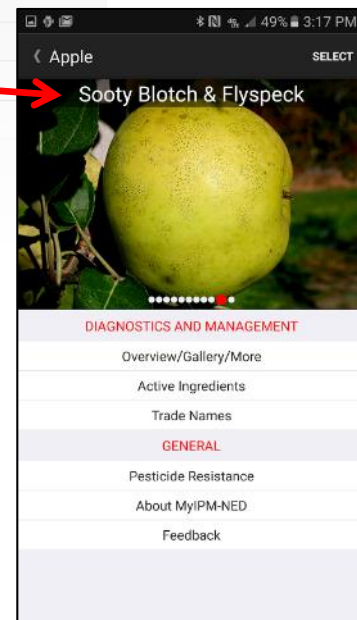 49% 3:17 PM
Apple SELECT
Sooty Blotch & Flyspeck
DIAGNOSTICS AND MANAGEMENT
Overview/Gallery/More
Active Ingredients
Trade Names
GENERAL
Pesticide Resistance
About MyIPM-NED
Feedback